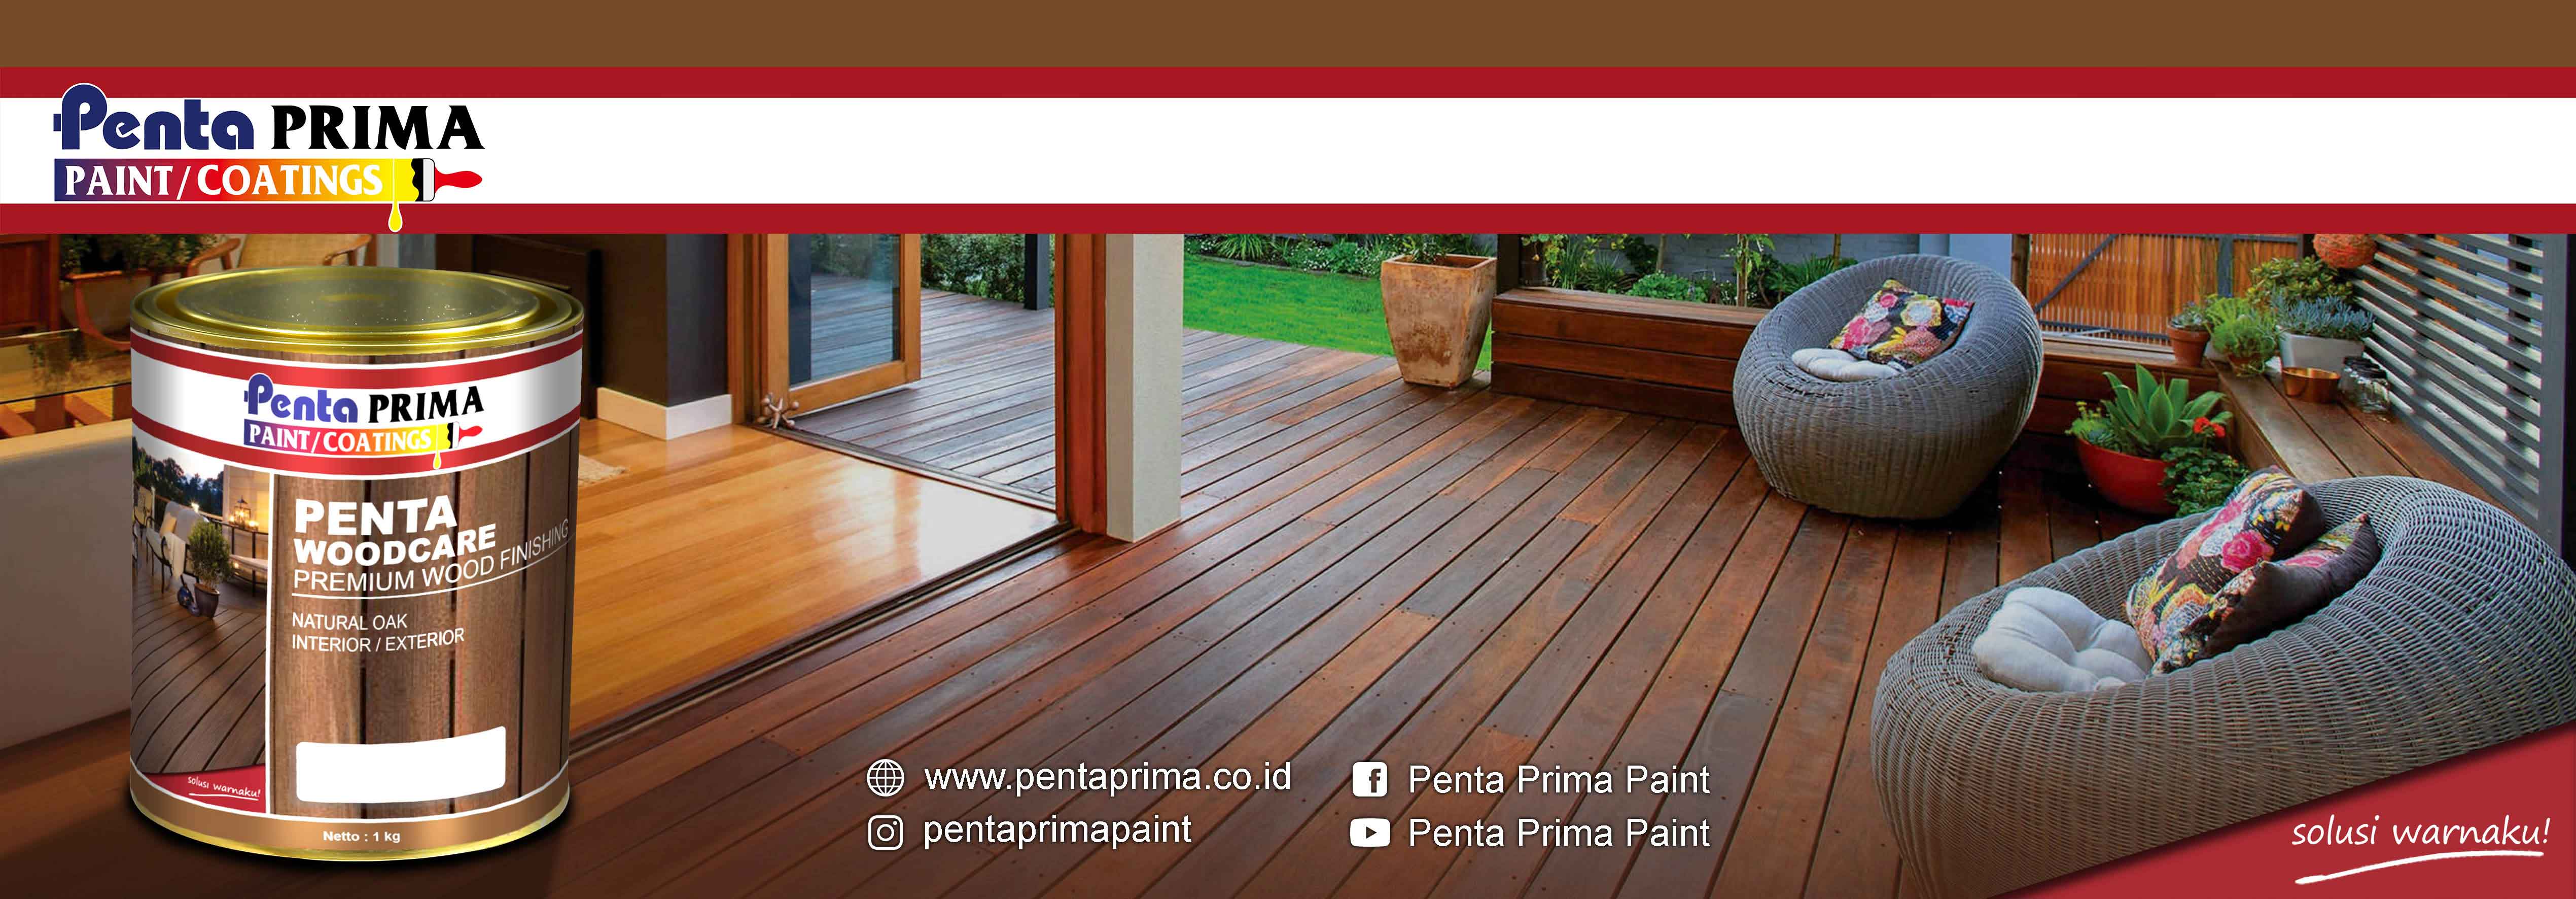 Penta PRIMA
PAINT/COATINGS
Penta PRIMA
PAINT/COATINGS
PENTA
WOODCARE
PREMIUM WOOD FINISHING
NATURAL OAK
INTERIOR / EXTERIOR
solusi warnaku!
Netto : 1 kg
www.pentaprima.co.id
pentaprimapaint
Penta Prima Paint
Penta Prima Paint
solusi warnaku!